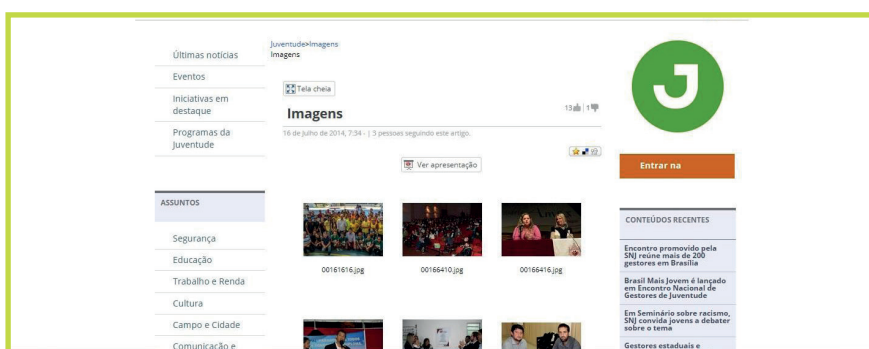 Últimas notícias
Eventos
Iniciativas em
destaque
Programas da
Juventude
ASSUNTOS
Segurança
Educação
Trabalho e Renda
Cultura
Campo e Cidade
Comunicação e
Juventude>Imagens
Imagens
Tela cheia
Imagens
13 1
16 de julho de 2014, 7:34 - | 3 pessoas seguindo este artigo.
Ver apresentação
00161616.jpg
00166410.jpg
00166416.jpg
J
Entrar na
CONTEÚDOS RECENTES
Encontro promovido pela
SNJ reúne mais de 200
gestores em Brasília
Brasil Mais Jovem é lançado
em Encontro Nacional de
Gestores de Juventude
Em Seminário sobre racismo,
SNJ convida jovens a debater
sobre o tema
Gestores estaduais e